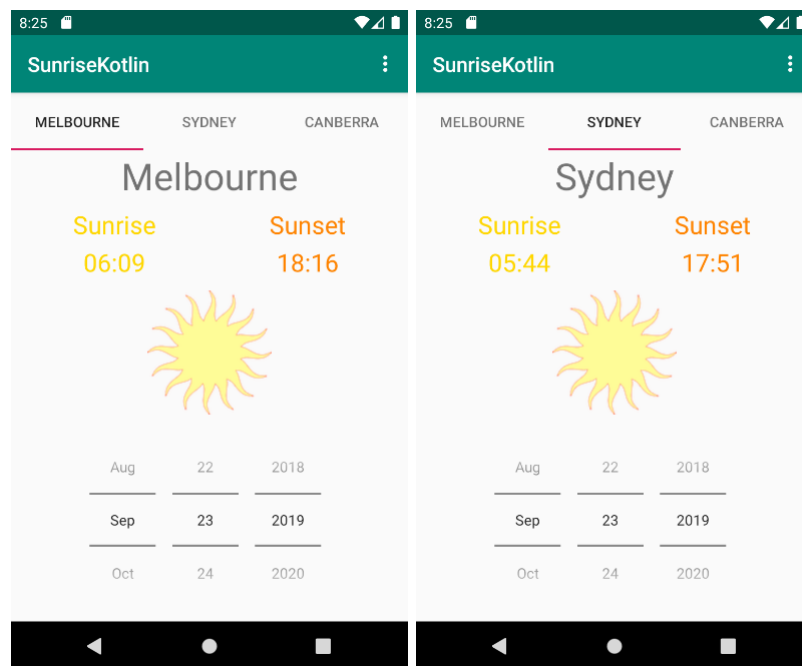 8:25
SunriseKotlin
MELBOURNE SYDNEY CANBERRA
Melbourne
Sunrise Sunset
06:09 18:16
Aug 22 2018
Sep 23 2019
Oct 24 2020
8:25
SunriseKotlin
MELBOURNE SYDNEY CANBERRA
Sydney
Sunrise Sunset
05:44 17:51
Aug 22 2018
Sep 23 2019
Oct 24 2020